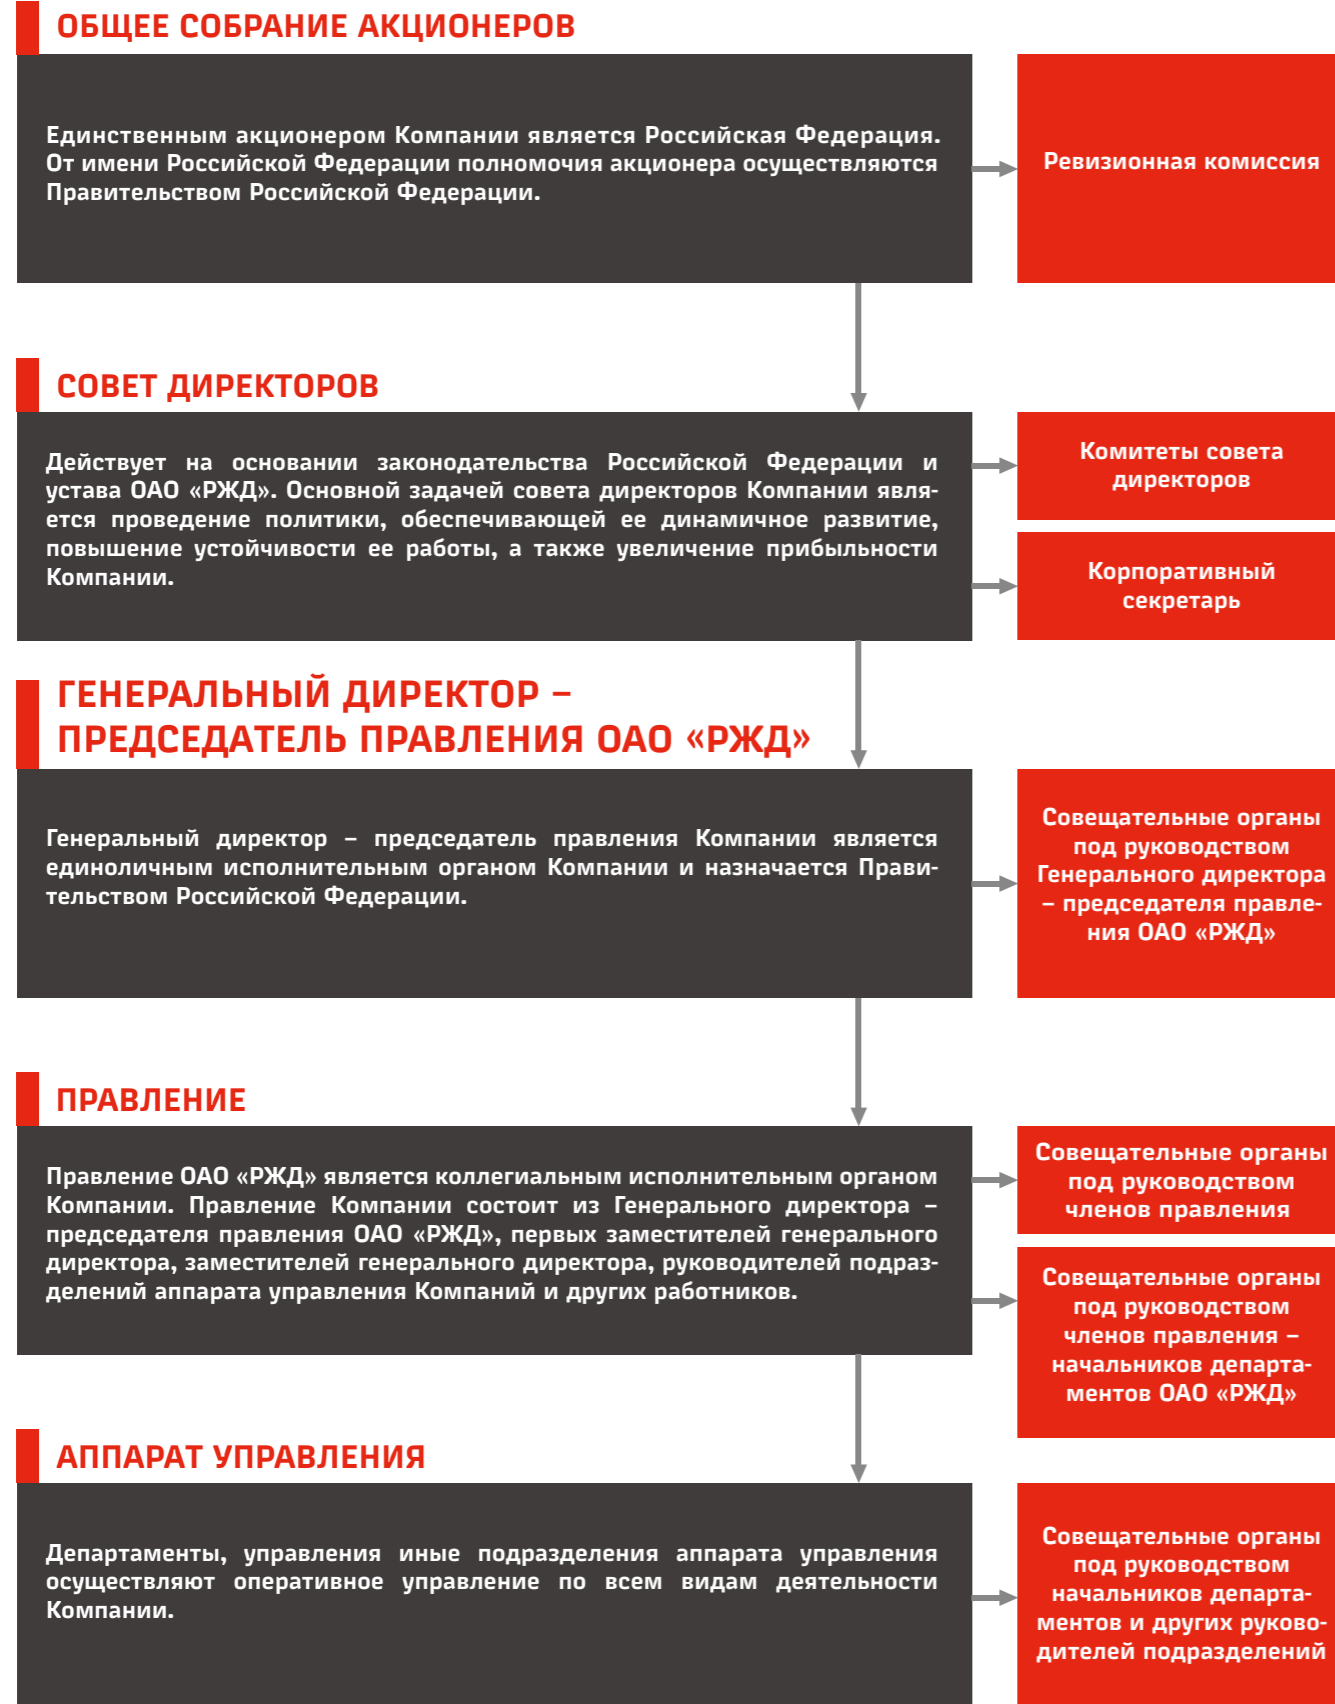 ОБЩЕЕ СОБРАНИЕ АКЦИОНЕРОВ
Единственным акционером Компании является Российская Федерация.
От имени Российской Федерации полномочия акционера осуществляются
Правительством Российской Федерации.
Ревизионная комиссия
СОВЕТ ДИРЕКТОРОВ
Действует на основании законодательства Российской Федерации и
устава ОАО «РЖД». Основной задачей совета директоров Компании явля-
ется проведение политики, обеспечивающей ее динамичное развитие,
повышение устойчивости ее работы, а также увеличение прибыльности
Компании.
Комитеты совета
директоров
Корпоративный
секретарь
ГЕНЕРАЛЬНЫЙ ДИРЕКТОР –
ПРЕДСЕДАТЕЛЬ ПРАВЛЕНИЯ ОАО «РЖД»
Генеральный директор – председатель правления Компании является
единоличным исполнительным органом Компании и назначается Прави-
тельством Российской Федерации.
Совещательные органы
под руководством
Генерального директора
– председателя правле-
ния ОАО «РЖД»
ПРАВЛЕНИЕ
Правление ОАО «РЖД» является коллегиальным исполнительным органом
Компании. Правление Компании состоит из Генерального директора –
председателя правления ОАО «РЖД», первых заместителей генерального
директора, заместителей генерального директора, руководителей подраз-
делений аппарата управления Компаний и других работников.
Совещательные органы
под руководством
членов правления
Совещательные органы
под руководством
членов правления –
начальников департа-
ментов ОАО «РЖД»
АППАРАТ УПРАВЛЕНИЯ
Департаменты, управления иные подразделения аппарата управления
осуществляют оперативное управление по всем видам деятельности
Компании.
Совещательные органы
под руководством
начальников департа-
ментов и других руково-
дителей подразделений